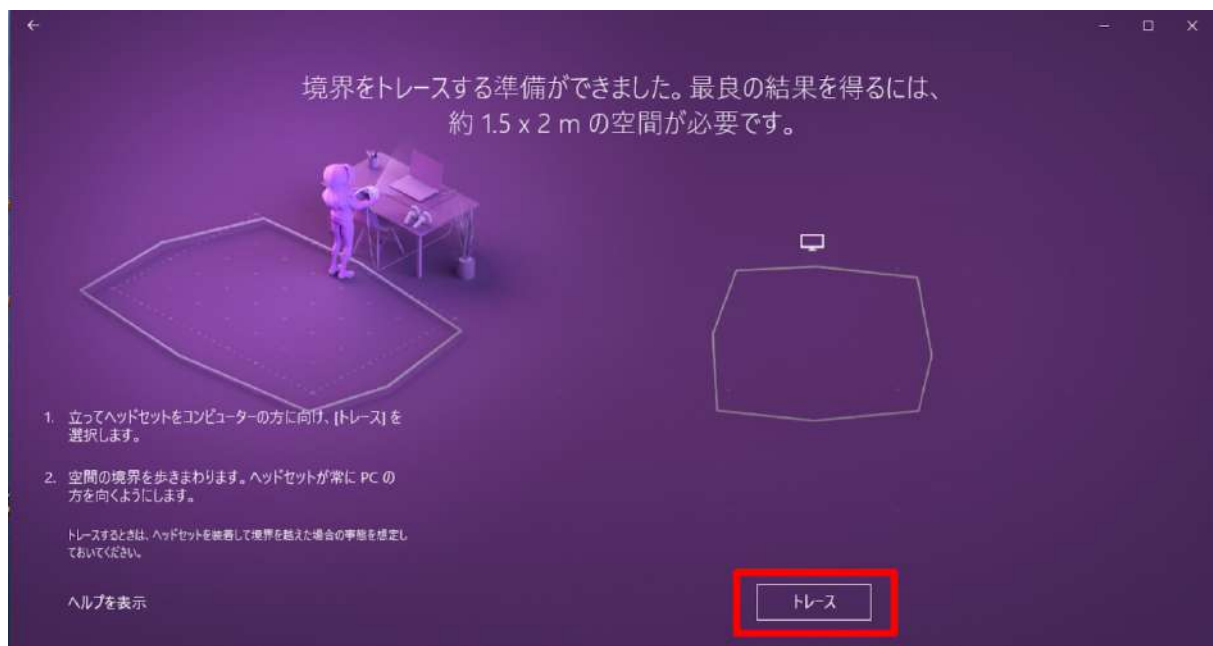 境界をトレースする準備ができました。最良の結果を得るには、
約 1.5 x 2 m の空間が必要です。
1. 立ってヘッドセットをコンピューターの方に向け、[トレース] を
選択します。
2. 空間の境界を歩きまわります。ヘッドセットが常に PC の
方を向くようにします。
トレースするときは、ヘッドセットを装着して境界を越えた場合の事態を想定し
ておいてください。
ヘルプを表示
トレース